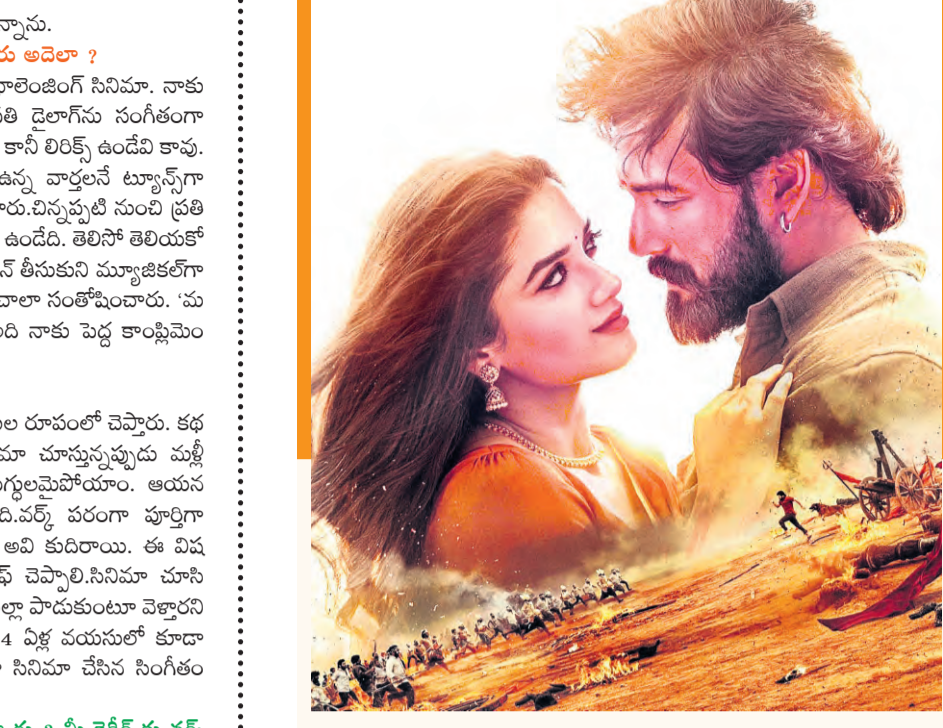 న్నాను.
రు అదెలా ?
ాలెంజింగ్ సినిమా. నాకు
తి డైలాగ్‌ను సంగీతంగా
కానీ లిరిక్స్ ఉండేవి కావు.
ఉన్న వార్తలనే ట్యూన్స్‌గా
ారు.చిన్నప్పటి నుంచి ప్రతి
ఉండేది. తెలిసో తెలియకో
న్ తీసుకుని మ్యూజికల్‌గా
చాలా సంతోషించారు. ‘మ
ది నాకు పెద్ద కాంప్లిమెం
ల రూపంలో చెప్తారు. కథ
మా చూస్తున్నప్పుడు మళ్లీ
గ్ధులమైపోయాం. ఆయన
ది.వర్క్ పరంగా పూర్తిగా
అవి కుదిరాయి. ఈ విష
ఫ్ చెప్పాలి.సినిమా చూసి
ల్లా పాడుకుంటూ వెళ్తారని
4 ఏళ్ల వయసులో కూడా
ా సినిమా చేసిన సింగీతం